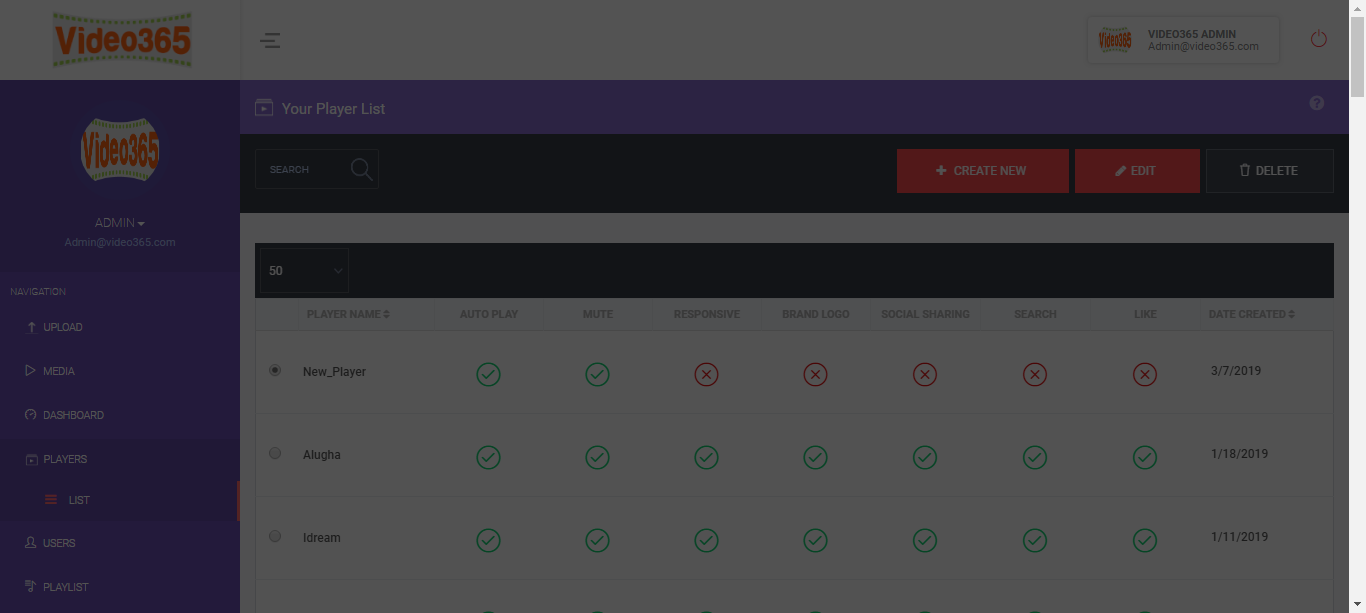 Video365
VIDEO365 ADMIN
Video365
Admin@video365.com
Your Player List
Video365
SEARCH
+ CREATE NEW
EDIT
DELETE
ADMIN
Admin@video365.com
50
NAVIGATION
PLAYER NAME AUTO PLAY MUTE RESPONSIVE BRAND LOGO SOCIAL SHARING SEARCH LIKE DATE CREATED
UPLOAD
MEDIA
New_Player 3/7/2019
DASHBOARD
PLAYERS
Alugha 1/18/2019
LIST
USERS
Idream 1/11/2019
PLAYLIST